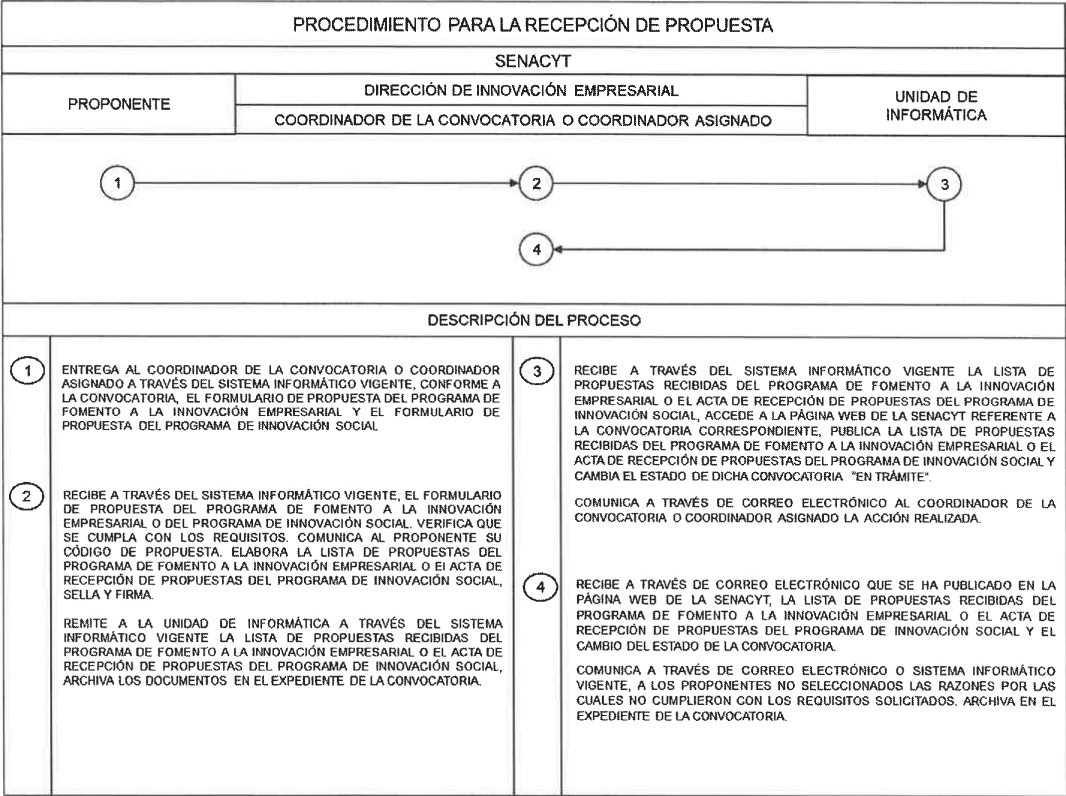 PROCEDIMIENTO PARA LA RECEPCIÓN DE PROPUESTA
SENACYT
PROPONENTE
DIRECCIÓN DE INNOVACIÓN EMPRESARIAL
COORDINADOR DE LA CONVOCATORIA O COORDINADOR ASIGNADO
UNIDAD DE
INFORMÁTICA
1
2
3
4
DESCRIPCIÓN DEL PROCESO
1
ENTREGA AL COORDINADOR DE LA CONVOCATORIA O COORDINADOR
ASIGNADO A TRAVÉS DEL SISTEMA INFORMÁTICO VIGENTE, CONFORME A
LA CONVOCATORIA, EL FORMULARIO DE PROPUESTA DEL PROGRAMA DE
FOMENTO A LA INNOVACIÓN EMPRESARIAL Y EL FORMULARIO DE
PROPUESTA DEL PROGRAMA DE INNOVACIÓN SOCIAL
2
RECIBE A TRAVÉS DEL SISTEMA INFORMÁTICO VIGENTE, EL FORMULARIO
DE PROPUESTA DEL PROGRAMA DE FOMENTO A LA INNOVACIÓN
EMPRESARIAL O DEL PROGRAMA DE INNOVACIÓN SOCIAL. VERIFICA QUE
SE CUMPLA CON LOS REQUISITOS. COMUNICA AL PROPONENTE SU
CÓDIGO DE PROPUESTA. ELABORA LA LISTA DE PROPUESTAS DEL
PROGRAMA DE FOMENTO A LA INNOVACIÓN EMPRESARIAL O El ACTA DE
RECEPCIÓN DE PROPUESTAS DEL PROGRAMA DE INNOVACIÓN SOCIAL,
SELLA Y FIRMA.
REMITE A LA UNIDAD DE INFORMÁTICA A TRAVÉS DEL SISTEMA
INFORMÁTICO VIGENTE LA LISTA DE PROPUESTAS RECIBIDAS DEL
PROGRAMA DE FOMENTO A LA INNOVACIÓN EMPRESARIAL O EL ACTA DE
RECEPCIÓN DE PROPUESTAS DEL PROGRAMA DE INNOVACIÓN SOCIAL,
ARCHIVA LOS DOCUMENTOS EN EL EXPEDIENTE DE LA CONVOCATORIA.
3
RECIBE A TRAVÉS DEL SISTEMA INFORMÁTICO VIGENTE LA LISTA DE
PROPUESTAS RECIBIDAS DEL PROGRAMA DE FOMENTO A LA INNOVACIÓN
EMPRESARIAL O EL ACTA DE RECEPCIÓN DE PROPUESTAS DEL PROGRAMA DE
INNOVACIÓN SOCIAL, ACCEDE A LA PÁGINA WEB DE LA SENACYT REFERENTE A
LA CONVOCATORIA CORRESPONDIENTE, PUBLICA LA LISTA DE PROPUESTAS
RECIBIDAS DEL PROGRAMA DE FOMENTO A LA INNOVACIÓN EMPRESARIAL O EL
ACTA DE RECEPCIÓN DE PROPUESTAS DEL PROGRAMA DE INNOVACIÓN SOCIAL Y
CAMBIA EL ESTADO DE DICHA CONVOCATORIA "EN TRÁMITE".
COMUNICA A TRAVÉS DE CORREO ELECTRÓNICO AL COORDINADOR DE LA
CONVOCATORIA O COORDINADOR ASIGNADO LA ACCIÓN REALIZADA.
4
RECIBE A TRAVÉS DE CORREO ELECTRÓNICO QUE SE HA PUBLICADO EN LA
PÁGINA WEB DE LA SENACYT, LA LISTA DE PROPUESTAS RECIBIDAS DEL
PROGRAMA DE FOMENTO A LA INNOVACIÓN EMPRESARIAL O EL ACTA DE
RECEPCIÓN DE PROPUESTAS DEL PROGRAMA DE INNOVACIÓN SOCIAL Y EL
CAMBIO DEL ESTADO DE LA CONVOCATORIA.
COMUNICA A TRAVÉS DE CORREO ELECTRÓNICO O SISTEMA INFORMÁTICO
VIGENTE, A LOS PROPONENTES NO SELECCIONADOS LAS RAZONES POR LAS
CUALES NO CUMPLIERON CON LOS REQUISITOS SOLICITADOS. ARCHIVA EN EL
EXPEDIENTE DE LA CONVOCATORIA.